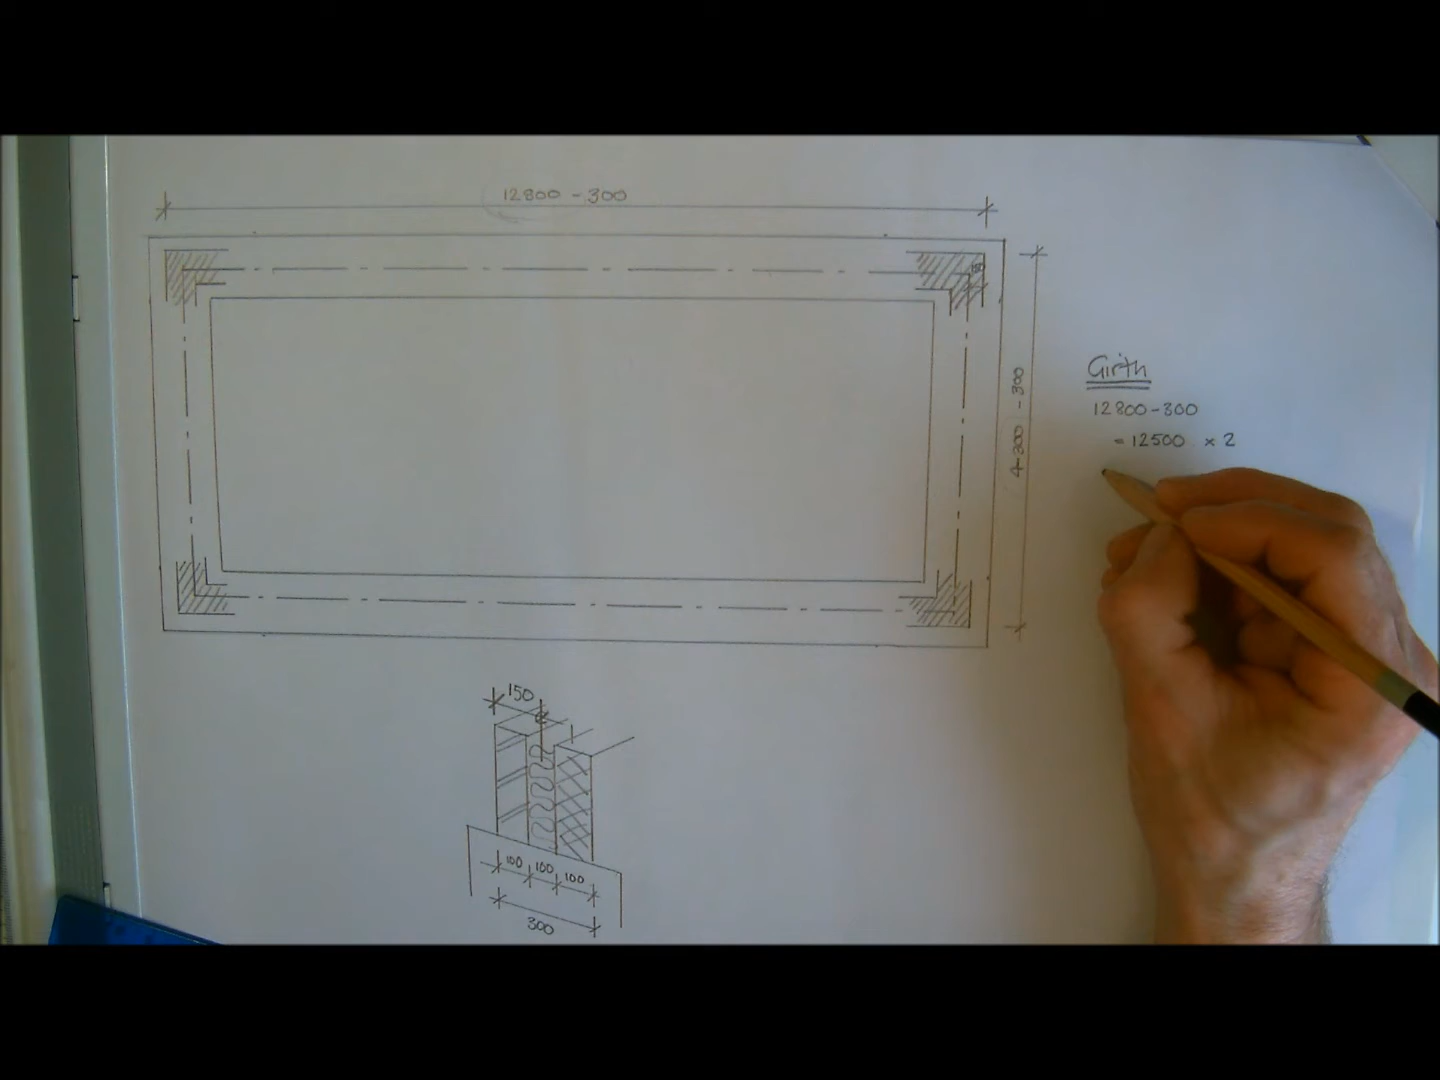 12800 - 300
150
4300 - 300
Girth
12800 - 300
= 12500 x 2
150
100 100 100
300